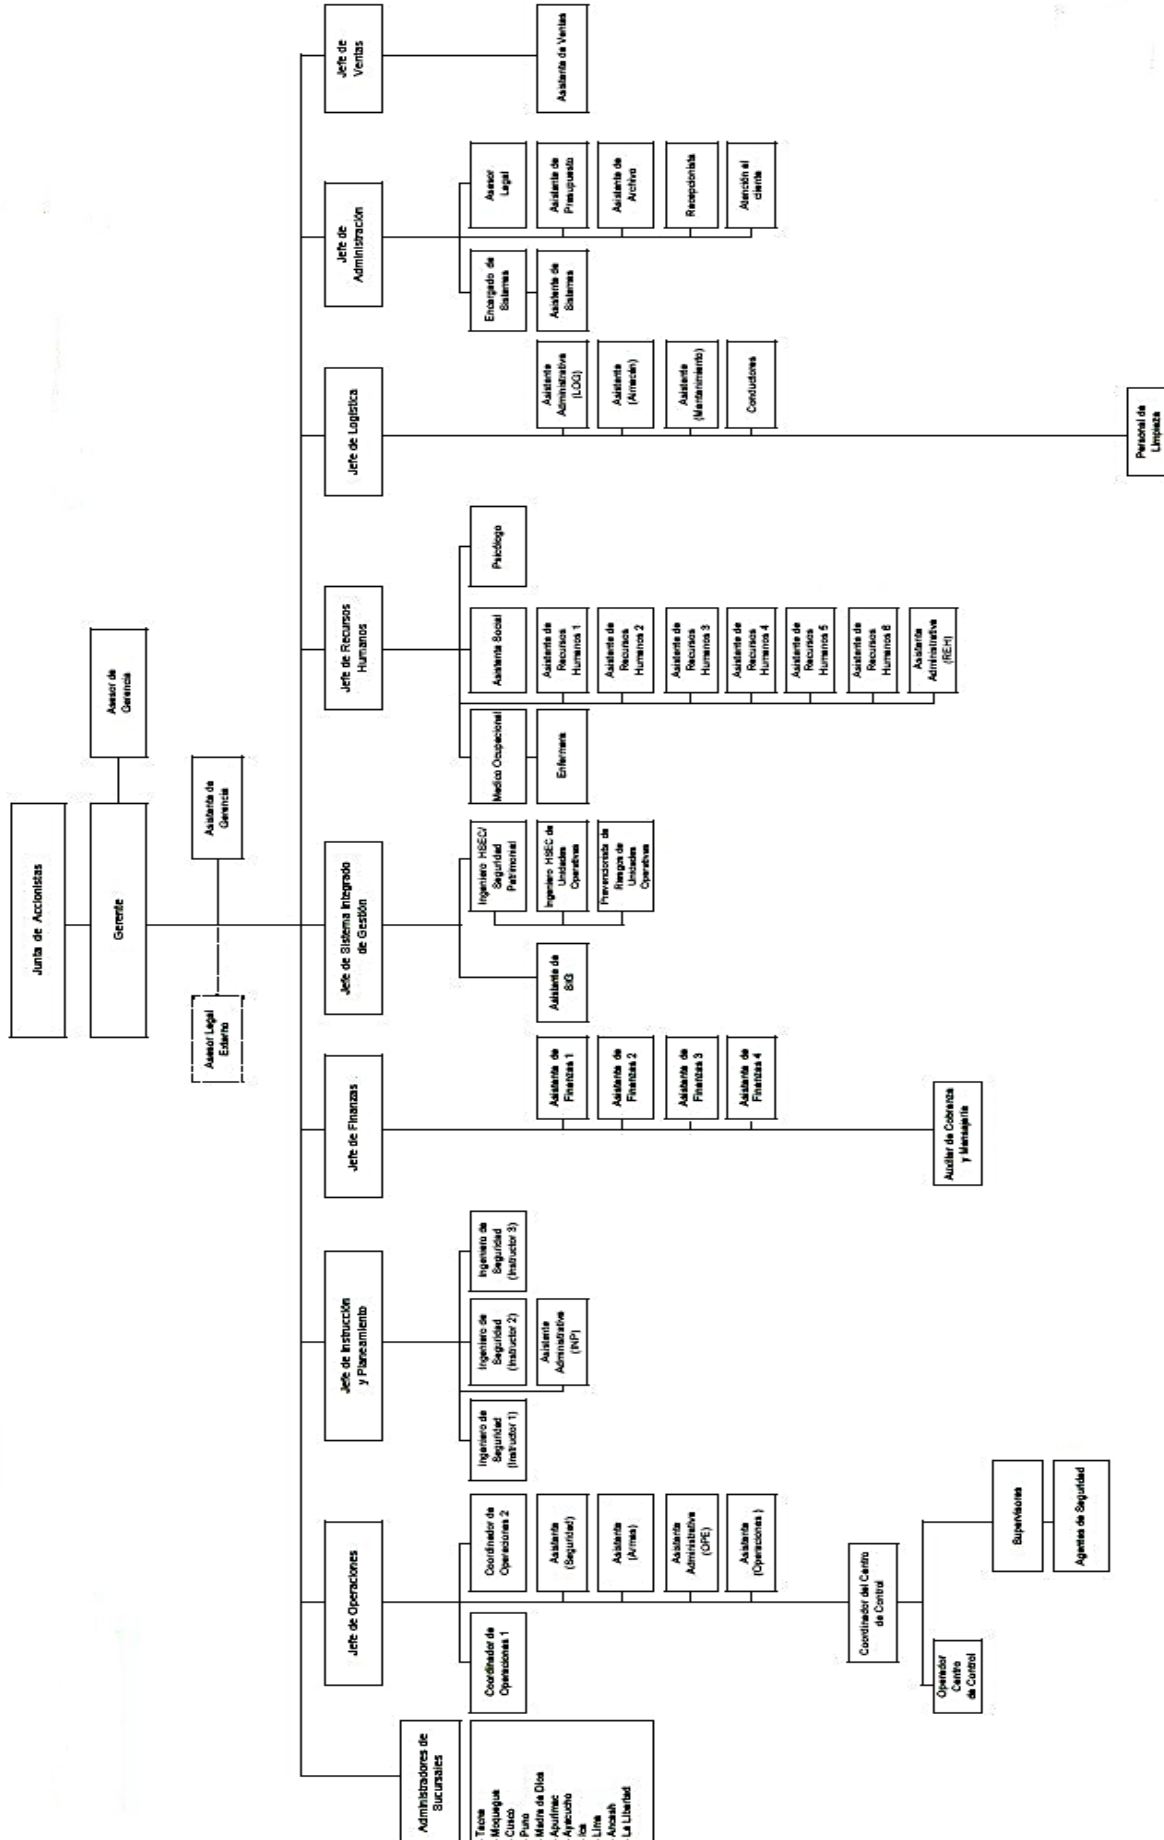 Junta de Accionistas
Gerente
Asesor de
Gerencia
Asistente de
Gerencia
Asesor Legal
Externo
Administradores de
Sucursales
- Tacna
- Moquegua
- Cusco
- Puno
- Madre de Dios
- Apurimac
- Ayacucho
- Ica
- Lima
- Ancash
- La Libertad
Jefe de Operaciones
Coordinador de
Operaciones 1
Coordinador de
Operaciones 2
Asistente
(Seguridad)
Asistente
(Armas)
Asistente
Administrativa
(OPE)
Asistente
(Operaciones )
Coordinador del Centro
de Control
Operador
Centro
de Control
Supervisores
Agentes de Seguridad
Jefe de Instrucción
y Planeamiento
Ingeniero de
Seguridad
(Instructor 1)
Ingeniero de
Seguridad
(Instructor 2)
Ingeniero de
Seguridad
(Instructor 3)
Asistente
Administrativa
(INP)
Jefe de Finanzas
Asistente de
Finanzas 1
Asistente de
Finanzas 2
Asistente de
Finanzas 3
Asistente de
Finanzas 4
Auxiliar de Cobranza
y Mensajería
Jefe de Sistema Integrado
de Gestión
Asistente de
SIG
Ingeniero HSEC/
Seguridad
Patrimonial
Ingeniero HSEC de
Unidades
Operativas
Prevencionista de
Riesgos de
Unidades
Operativas
Jefe de Recursos
Humanos
Medico Ocupacional
Enfermera
Asistenta Social
Psicólogo
Asistente de
Recursos
Humanos 1
Asistente de
Recursos
Humanos 2
Asistente de
Recursos
Humanos 3
Asistente de
Recursos
Humanos 4
Asistente de
Recursos
Humanos 5
Asistente de
Recursos
Humanos 6
Asistente
Administrativa
(REH)
Jefe de Logística
Asistente
Administrativa
(LOG)
Asistente
(Almacén)
Asistente
(Mantenimiento)
Conductores
Personal de
Limpieza
Jefe de
Administración
Encargado de
Sistemas
Asistente de
Sistemas
Asesor
Legal
Asistente de
Presupuesto
Asistente de
Archivo
Recepcionista
Atención al
cliente
Jefe de
Ventas
Asistente de Ventas